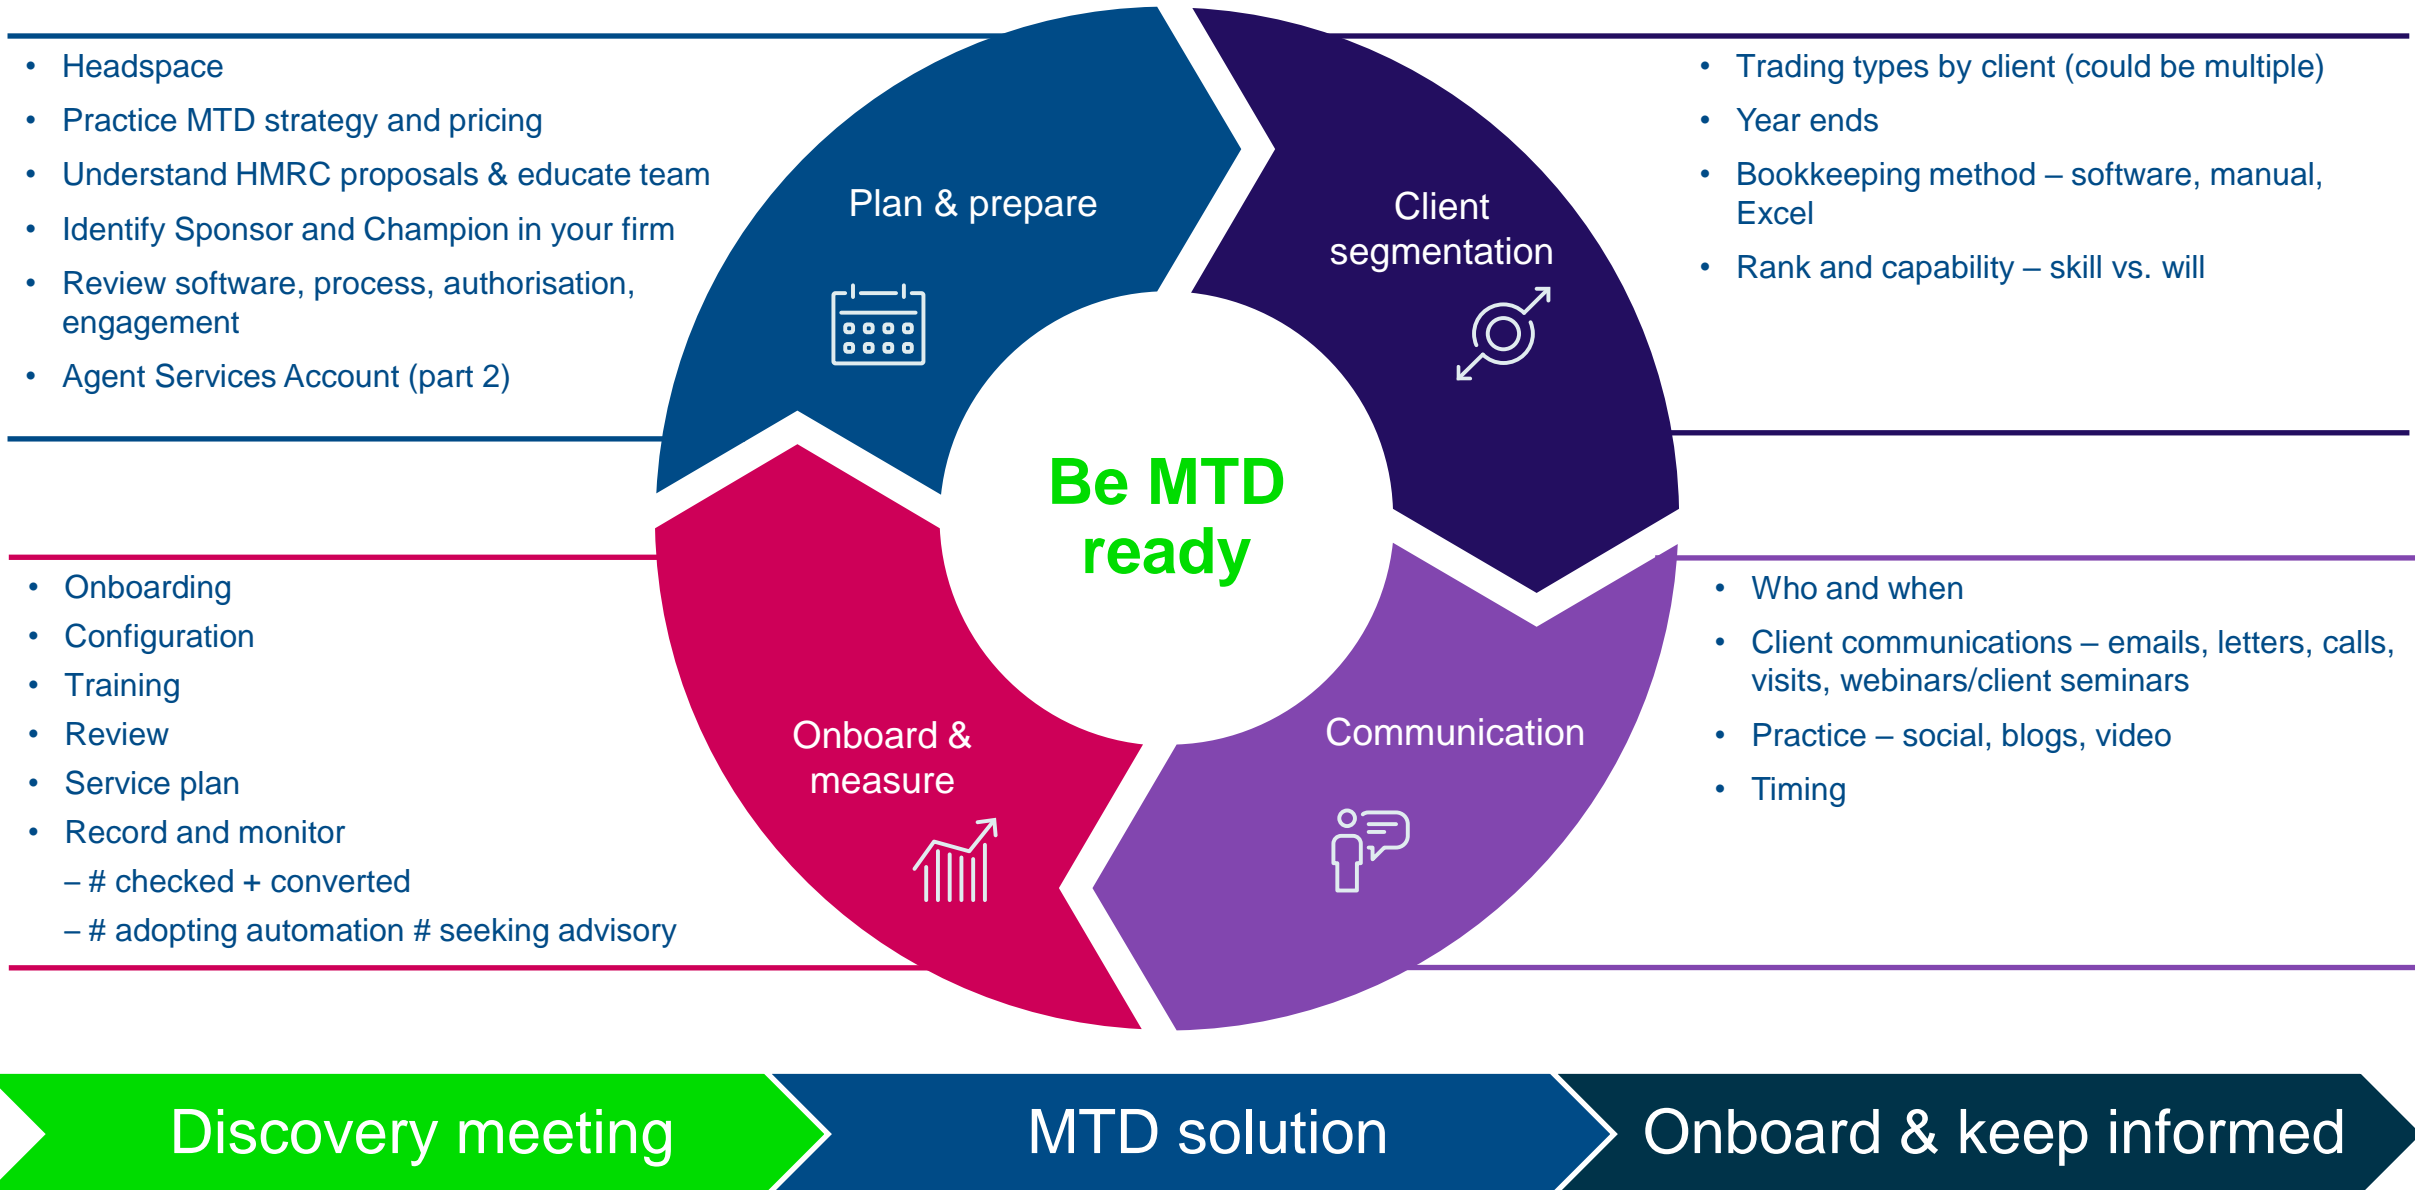 • Headspace
• Practice MTD strategy and pricing
• Understand HMRC proposals & educate team
• Identify Sponsor and Champion in your firm
• Review software, process, authorisation,
engagement
• Agent Services Account (part 2)
Plan & prepare
Client
segmentation
• Trading types by client (could be multiple)
• Year ends
• Bookkeeping method – software, manual,
Excel
• Rank and capability – skill vs. will
Be MTD
ready
• Onboarding
• Configuration
• Training
• Review
• Service plan
• Record and monitor
– # checked + converted
– # adopting automation # seeking advisory
Onboard &
measure
Communication
• Who and when
• Client communications – emails, letters, calls,
visits, webinars/client seminars
• Practice – social, blogs, video
• Timing
Discovery meeting
MTD solution
Onboard & keep informed